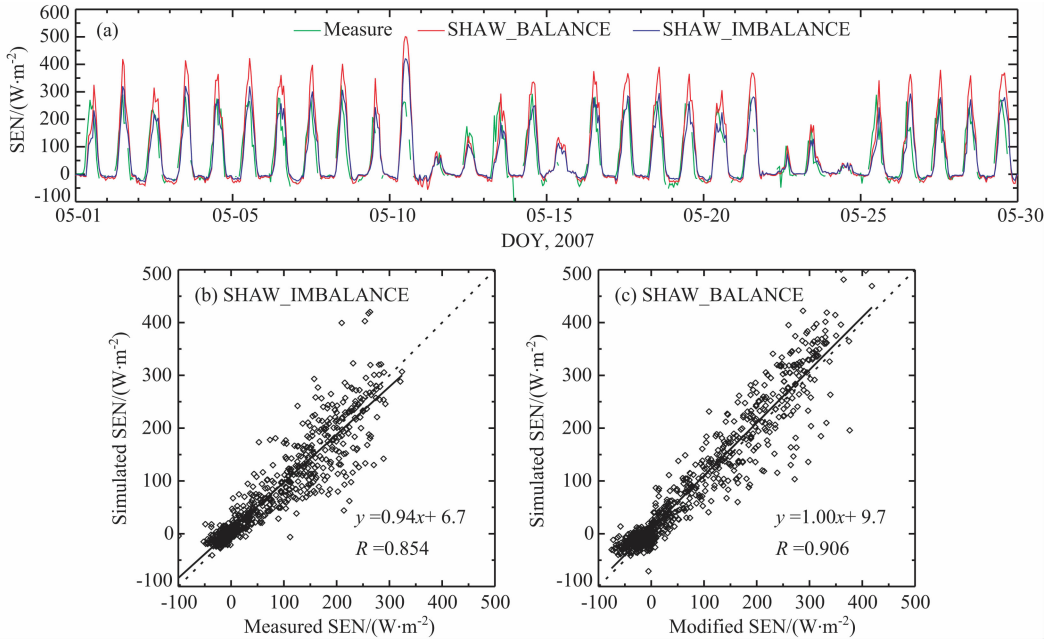 (a)
Measure SHAW_BALANCE SHAW_IMBALANCE
SEN/(W·m-2)
600
500
400
300
200
100
0
-100
05-01 05-05 05-10 05-15 05-20 05-25 05-30
DOY, 2007
(b) SHAW_IMBALANCE
Simulated SEN/(W·m-2)
500
400
300
200
100
0
-100
y=0.94x+ 6.7
R =0.854
-100 0 100 200 300 400 500
Measured SEN/(W·m-2)
(c) SHAW_BALANCE
Simulated SEN/(W·m-2)
500
400
300
200
100
0
-100
y=1.00x+ 9.7
R =0.906
-100 0 100 200 300 400 500
Modified SEN/(W·m-2)